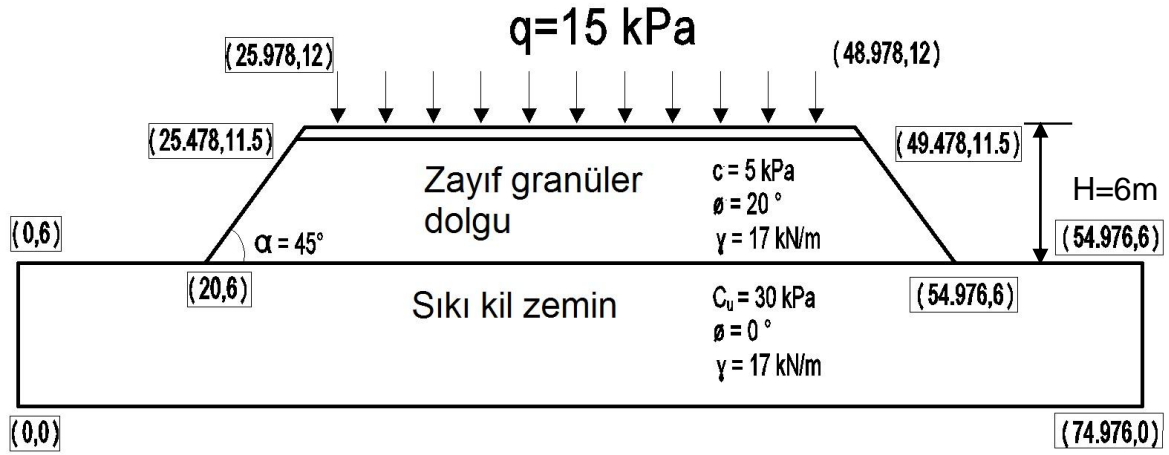 q=15 kPa
(25.978,12)
(48.978,12)
(25.478,11.5)
(49.478,11.5)
Zayıf granüler
dolgu
c = 5 kPa
ø = 20 °
γ = 17 kN/m
H=6m
(0,6)
α = 45°
(54.976,6)
(20,6)
Sıkı kil zemin
Cu = 30 kPa
ø = 0 °
γ = 17 kN/m
(54.976,6)
(0,0)
(74.976,0)